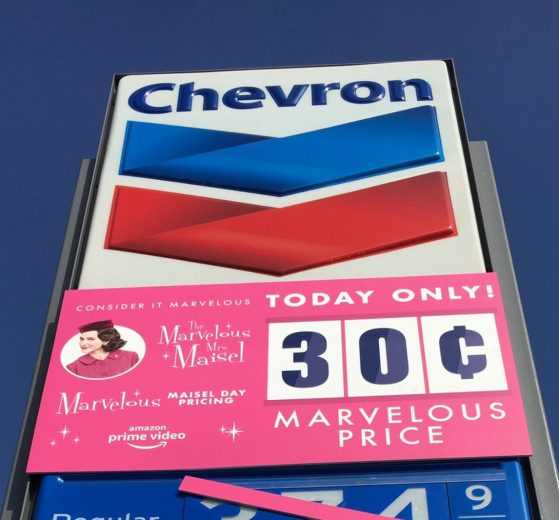 Chevron
CONSIDER IT MARVELOUS
TODAY ONLY!
The
Marvelous
Mrs.
Maisel
30¢
Marvelous MAISEL DAY
PRICING
MARVELOUS
PRICE
amazon
prime video
Regular
9